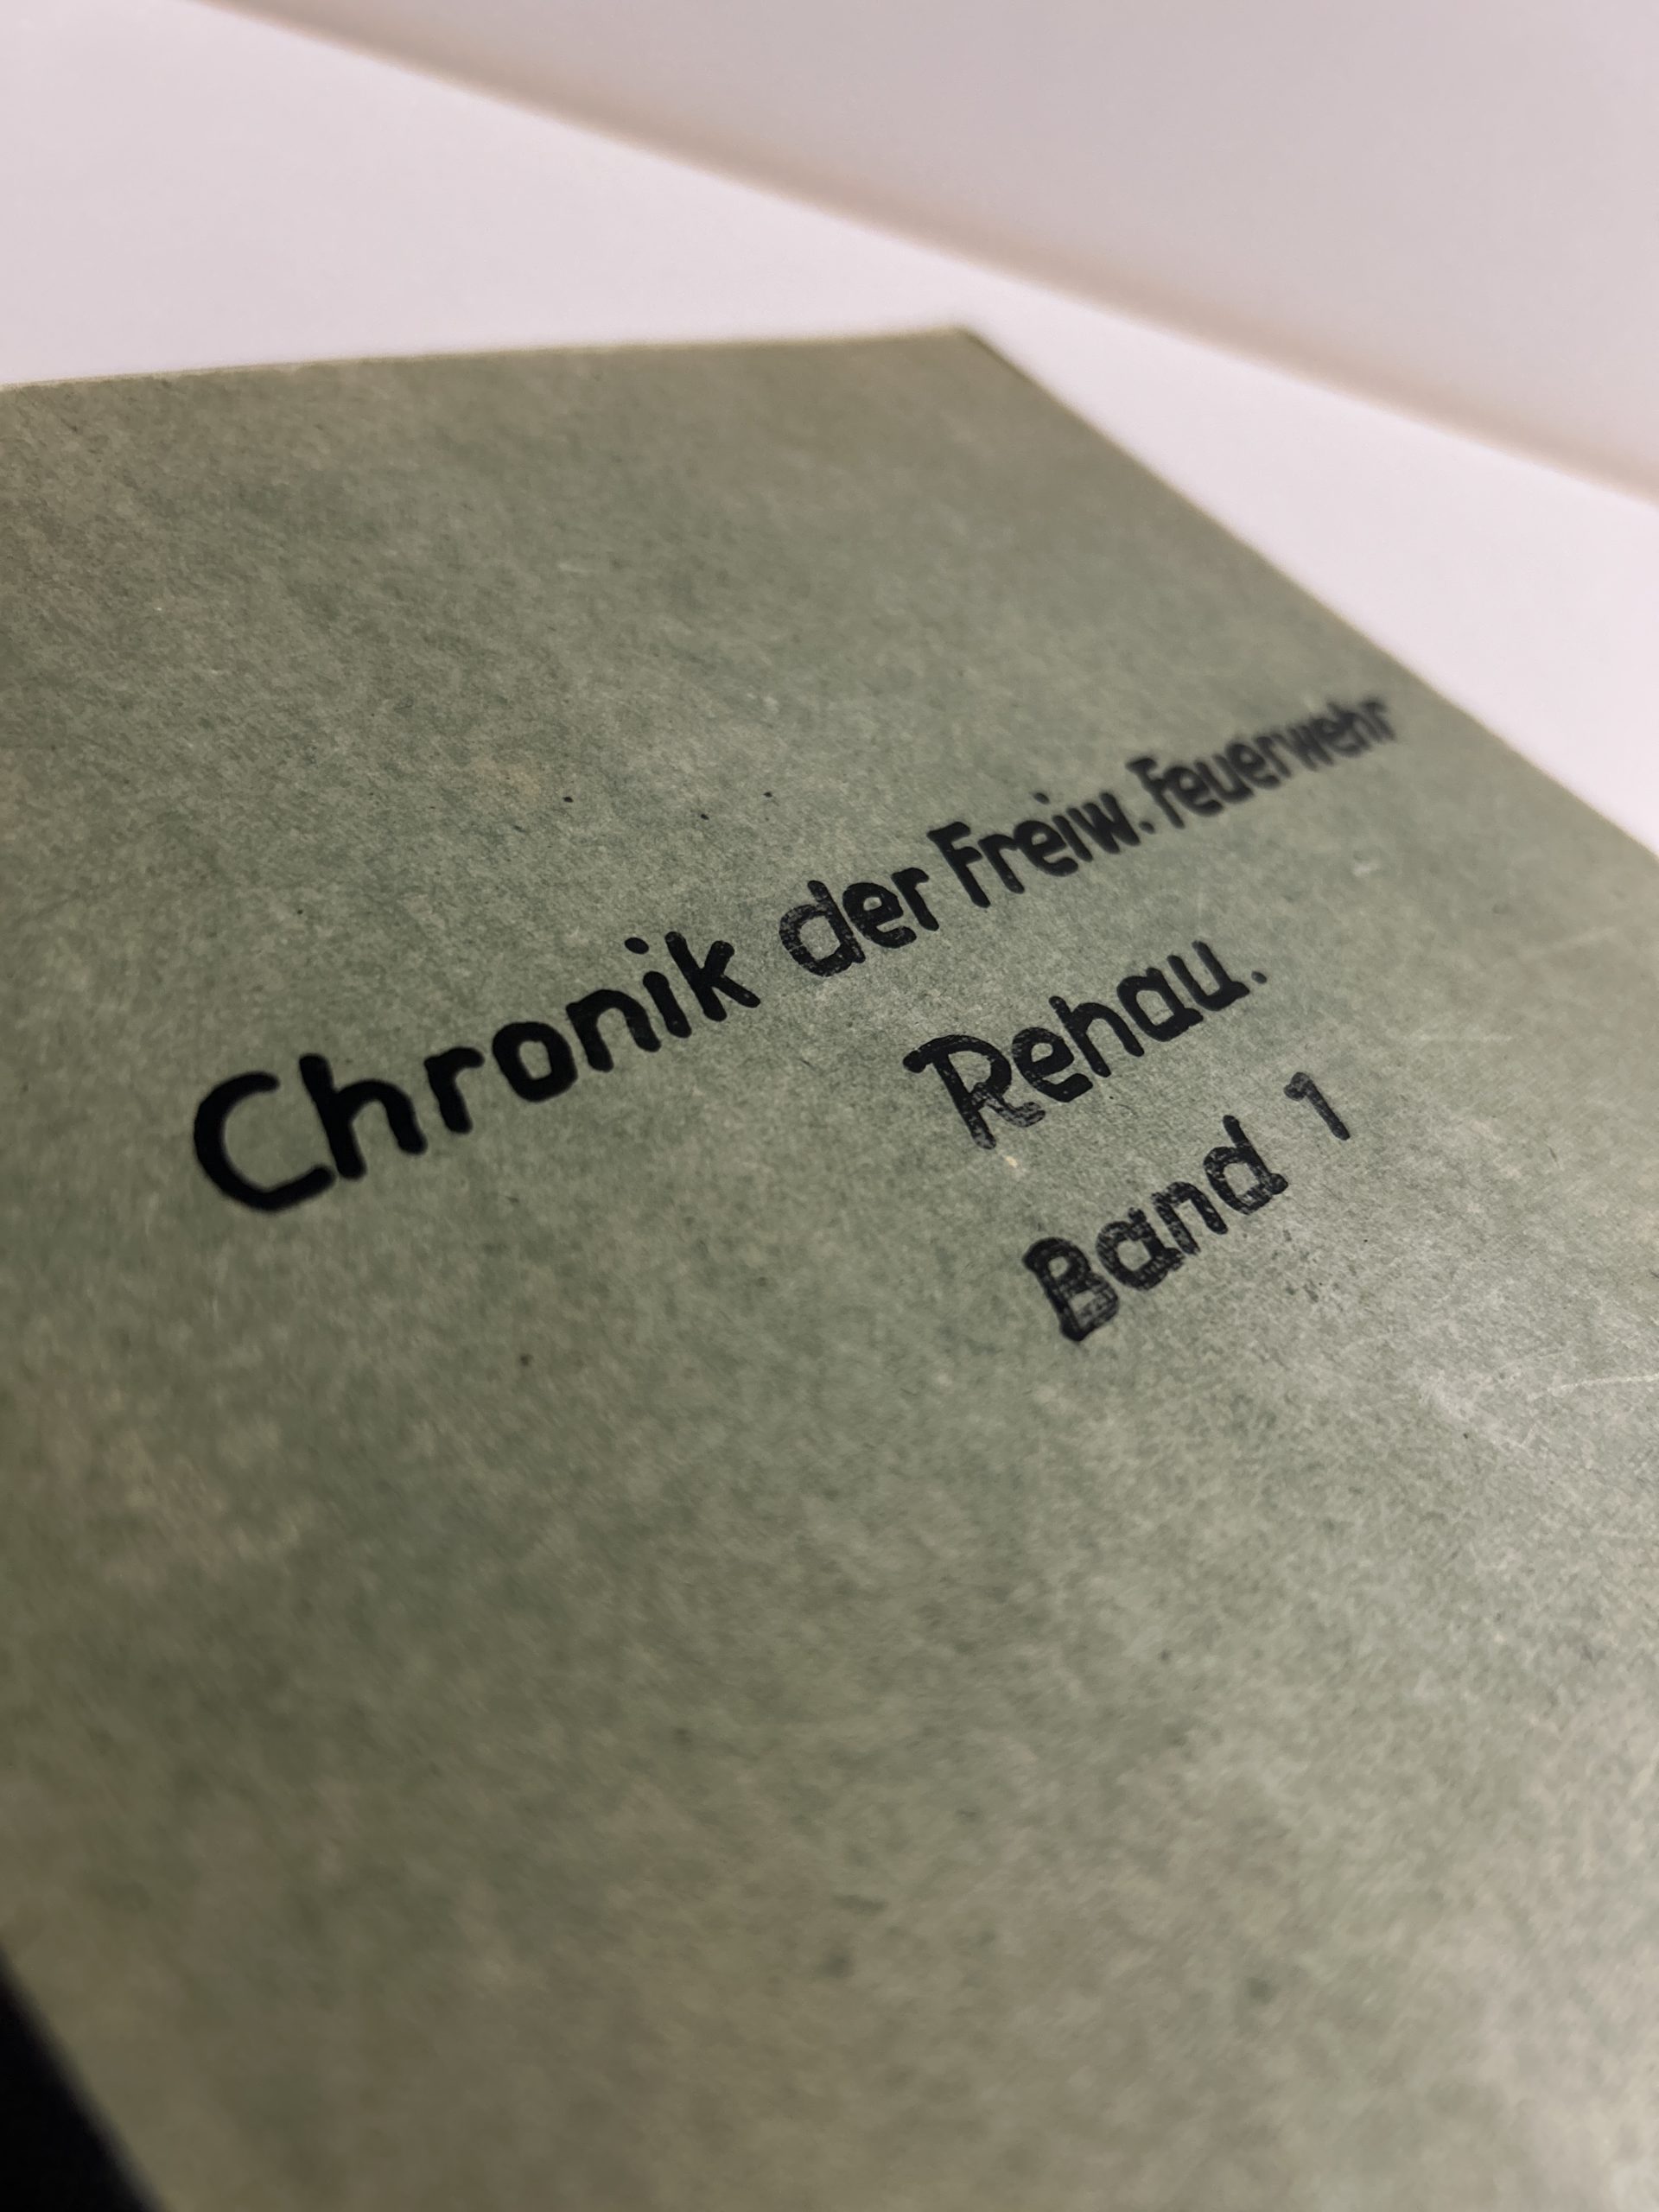 Chronik der Freiw. Feuerwehr
Rehau.
Band 1